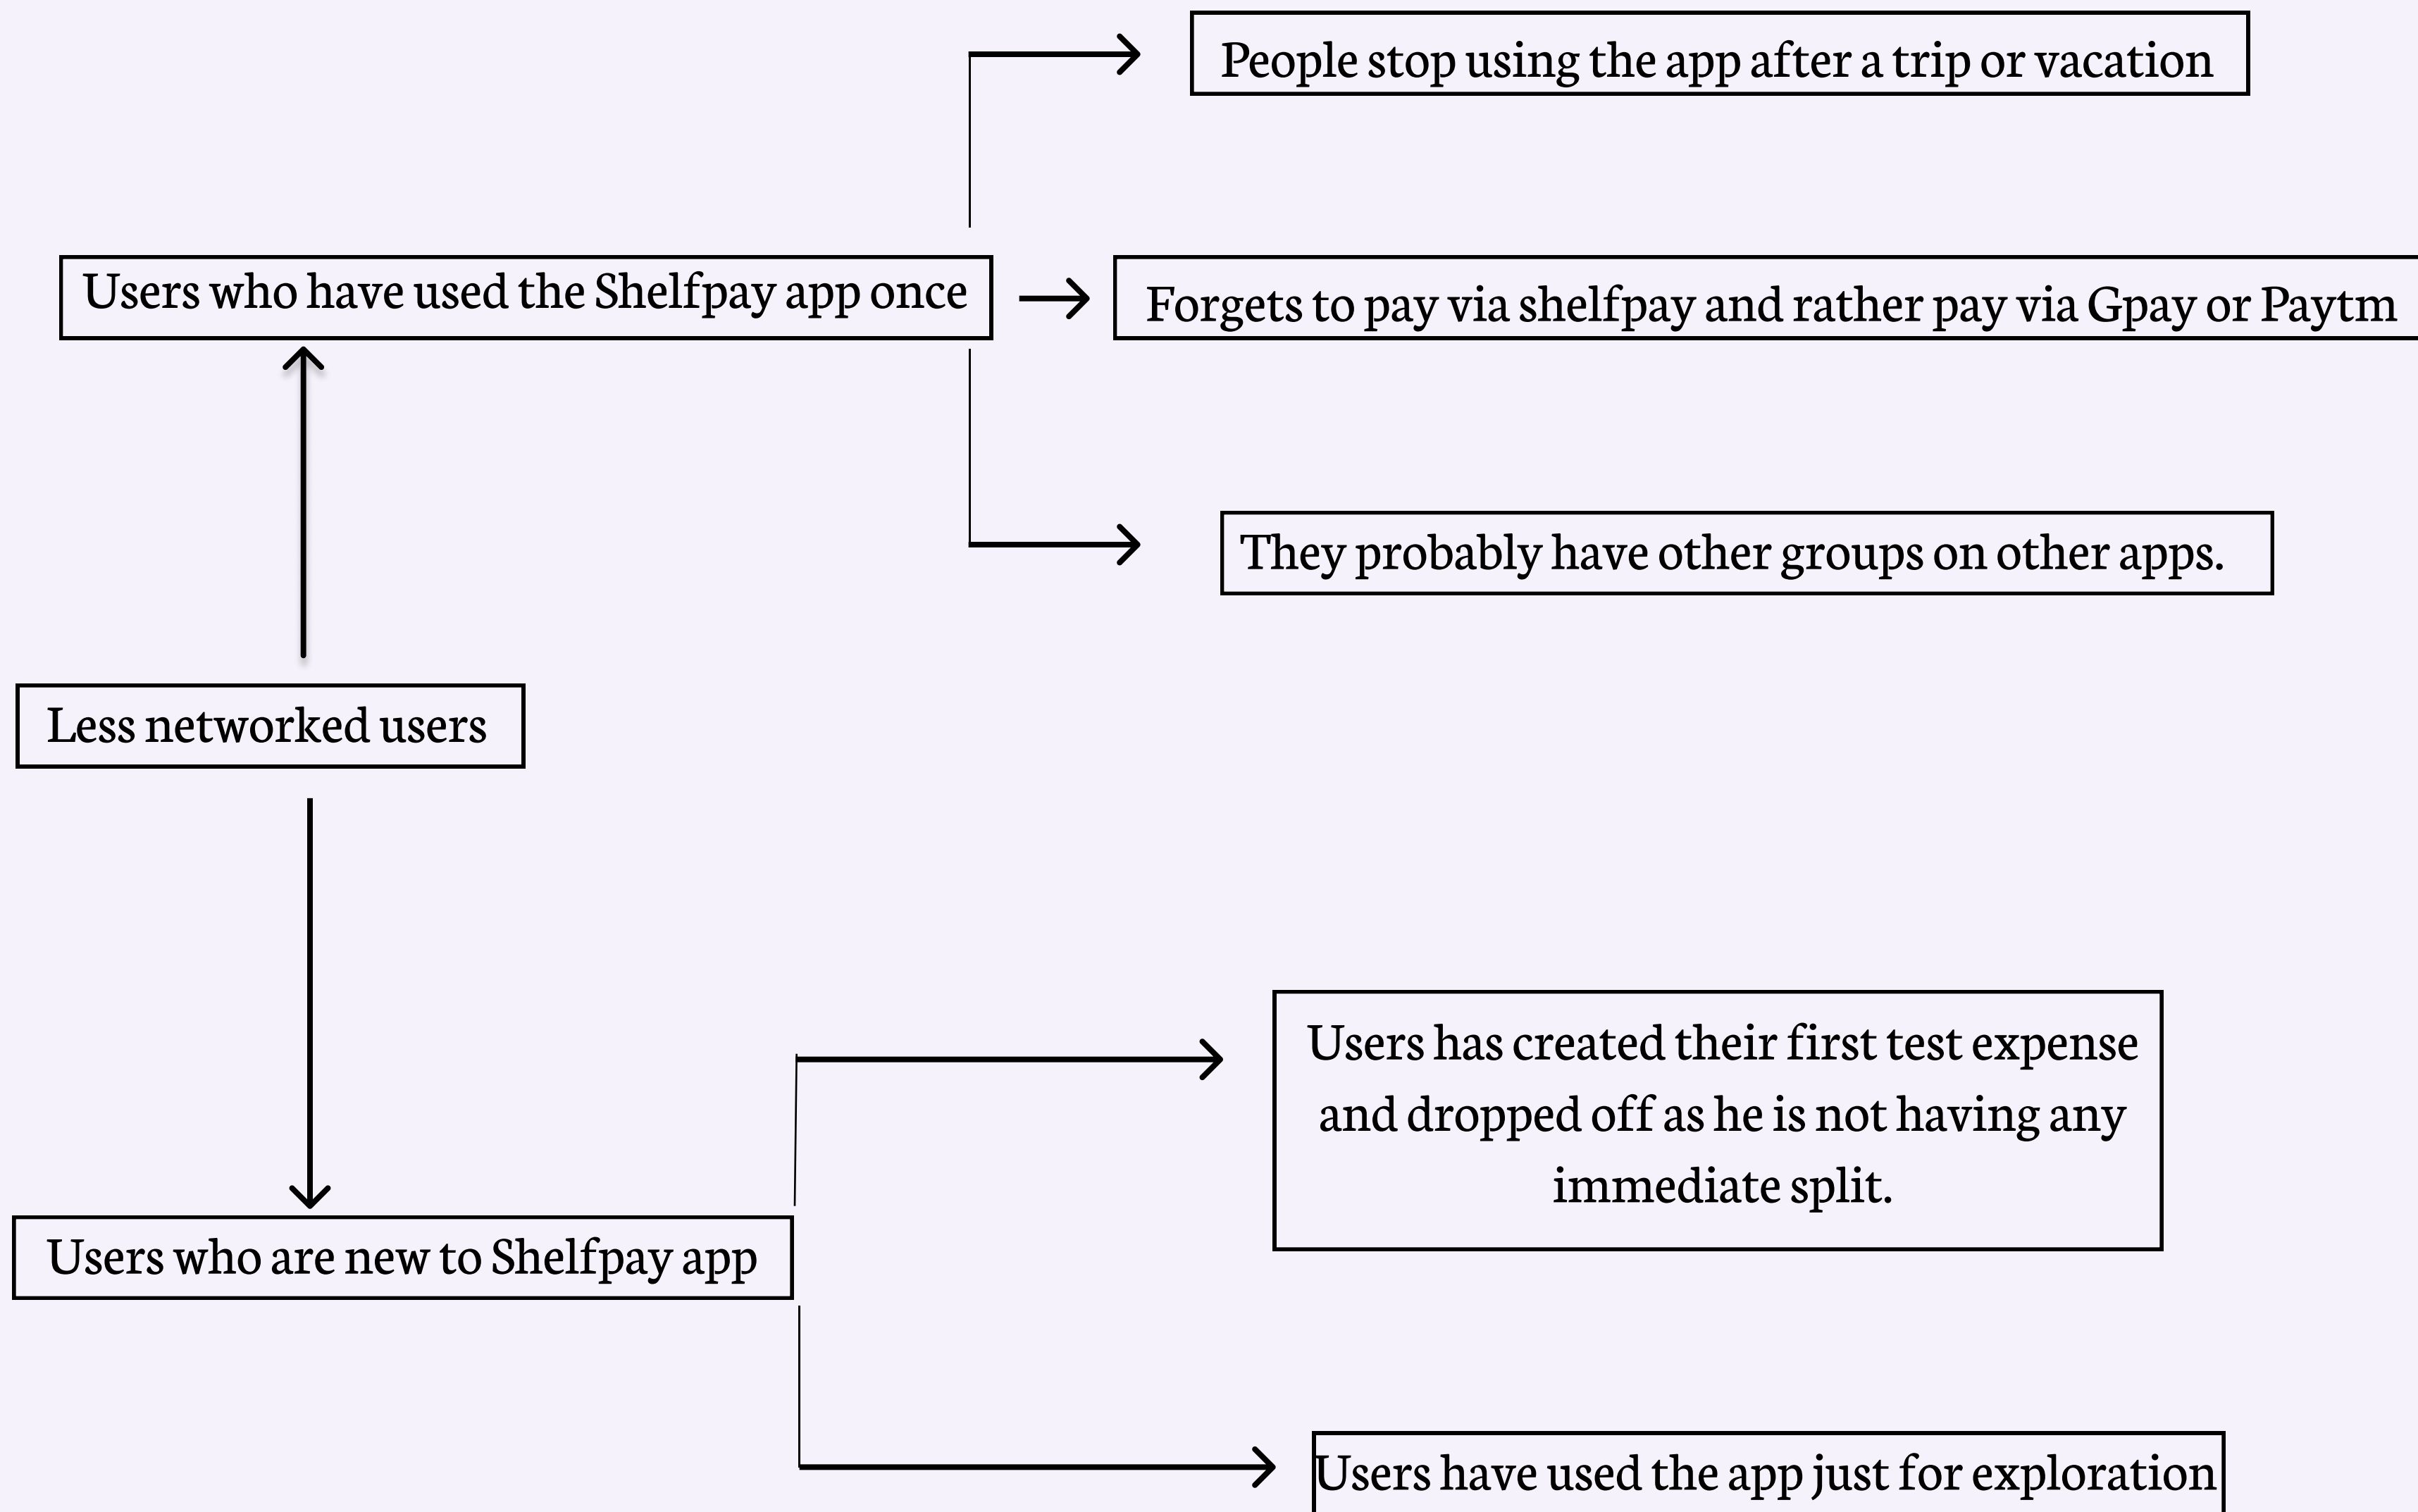 People stop using the app after a trip or vacation
Users who have used the Shelfpay app once
Forgets to pay via shelfpay and rather pay via Gpay or Paytm
They probably have other groups on other apps.
Less networked users
Users has created their first test expense
and dropped off as he is not having any
immediate split.
Users who are new to Shelfpay app
Users have used the app just for exploration